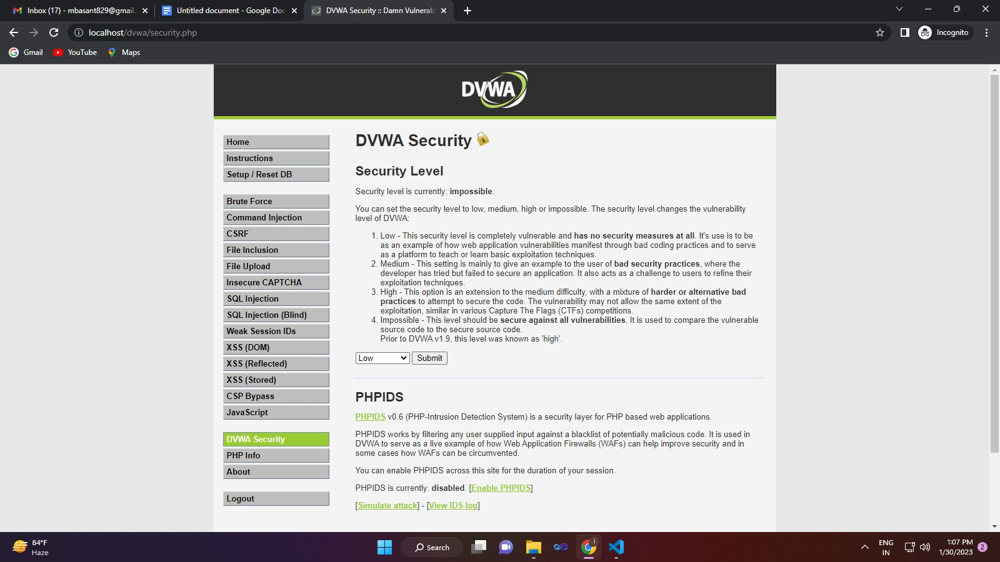 Inbox (17) - mbasant829@gmail.
Untitled document - Google Doc
DVWA Security :: Damn Vulnerab
localhost/dvwa/security.php
Incognito
Gmail
YouTube
Maps
DVWA
Home
Instructions
Setup / Reset DB
Brute Force
Command Injection
CSRF
File Inclusion
File Upload
Insecure CAPTCHA
SQL Injection
SQL Injection (Blind)
Weak Session IDs
XSS (DOM)
XSS (Reflected)
XSS (Stored)
CSP Bypass
JavaScript
DVWA Security
PHP Info
About
Logout
DVWA Security
Security Level
Security level is currently: impossible.
You can set the security level to low, medium, high or impossible. The security level changes the vulnerability
level of DVWA:
1. Low - This security level is completely vulnerable and has no security measures at all. It's use is to be
as an example of how web application vulnerabilities manifest through bad coding practices and to serve
as a platform to teach or learn basic exploitation techniques.
2. Medium - This setting is mainly to give an example to the user of bad security practices, where the
developer has tried but failed to secure an application. It also acts as a challenge to users to refine their
exploitation techniques.
3. High - This option is an extension to the medium difficulty, with a mixture of harder or alternative bad
practices to attempt to secure the code. The vulnerability may not allow the same extent of the
exploitation, similar in various Capture The Flags (CTFs) competitions.
4. Impossible - This level should be secure against all vulnerabilities. It is used to compare the vulnerable
source code to the secure source code.
Prior to DVWA v1.9, this level was known as 'high'.
Low Submit
PHPIDS
PHPIDS v0.6 (PHP-Intrusion Detection System) is a security layer for PHP based web applications.
PHPIDS works by filtering any user supplied input against a blacklist of potentially malicious code. It is used in
DVWA to serve as a live example of how Web Application Firewalls (WAFs) can help improve security and in
some cases how WAFs can be circumvented.
You can enable PHPIDS across this site for the duration of your session.
PHPIDS is currently: disabled. [Enable PHPIDS]
[Simulate attack] - [View IDS log]
84°F
Haze
Search
ENG
IN
1:07 PM
1/30/2023
2